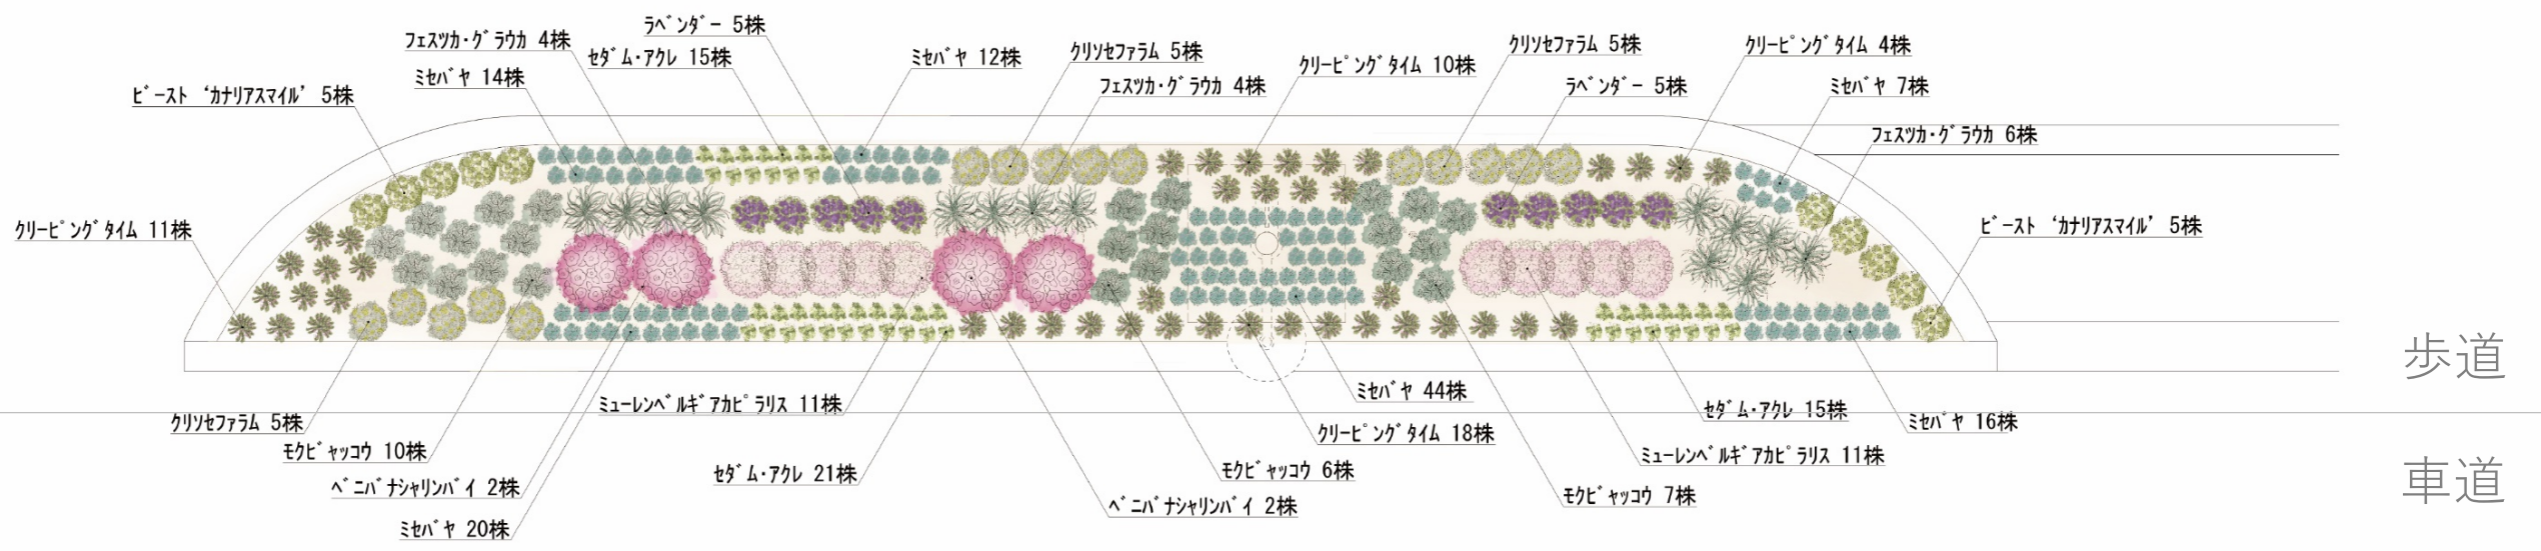 ﾗﾍﾞﾝﾀﾞｰ 5株
ﾌｪｽﾂｶ・ｸﾞﾗｳｶ 4株
ｾﾀﾞﾑ・ｱｸﾚ 15株
ﾐｾﾊﾞﾔ 14株
ﾋﾞｰｽﾄ ‘ｶﾅﾘｱｽﾏｲﾙ’ 5株
ﾐｾﾊﾞﾔ 12株
ｸﾘｿｾﾌｧﾗﾑ 5株
ﾌｪｽﾂｶ・ｸﾞﾗｳｶ 4株
ｸﾘｰﾋﾟﾝｸﾞﾀｲﾑ 10株
ｸﾘｿｾﾌｧﾗﾑ 5株
ﾗﾍﾞﾝﾀﾞｰ 5株
ｸﾘｰﾋﾟﾝｸﾞﾀｲﾑ 4株
ﾐｾﾊﾞﾔ 7株
ﾌｪｽﾂｶ・ｸﾞﾗｳｶ 6株
ｸﾘｰﾋﾟﾝｸﾞﾀｲﾑ 11株
ﾋﾞｰｽﾄ ‘ｶﾅﾘｱｽﾏｲﾙ’ 5株
歩道
ｸﾘｿｾﾌｧﾗﾑ 5株
ﾓｸﾋﾞｬｯｺｳ 10株
ﾍﾞﾆﾊﾞﾅｼｬﾘﾝﾊﾞｲ 2株
ﾐｾﾊﾞﾔ 20株
ﾐｭｰﾚﾝﾍﾞﾙｷﾞｱｶﾋﾟﾗﾘｽ 11株
ｾﾀﾞﾑ・ｱｸﾚ 21株
ﾐｾﾊﾞﾔ 44株
ｸﾘｰﾋﾟﾝｸﾞﾀｲﾑ 18株
ﾓｸﾋﾞｬｯｺｳ 6株
ﾍﾞﾆﾊﾞﾅｼｬﾘﾝﾊﾞｲ 2株
ｾﾀﾞﾑ・ｱｸﾚ 15株
ﾐｾﾊﾞﾔ 16株
ﾐｭｰﾚﾝﾍﾞﾙｷﾞｱｶﾋﾟﾗﾘｽ 11株
ﾓｸﾋﾞｬｯｺｳ 7株
車道